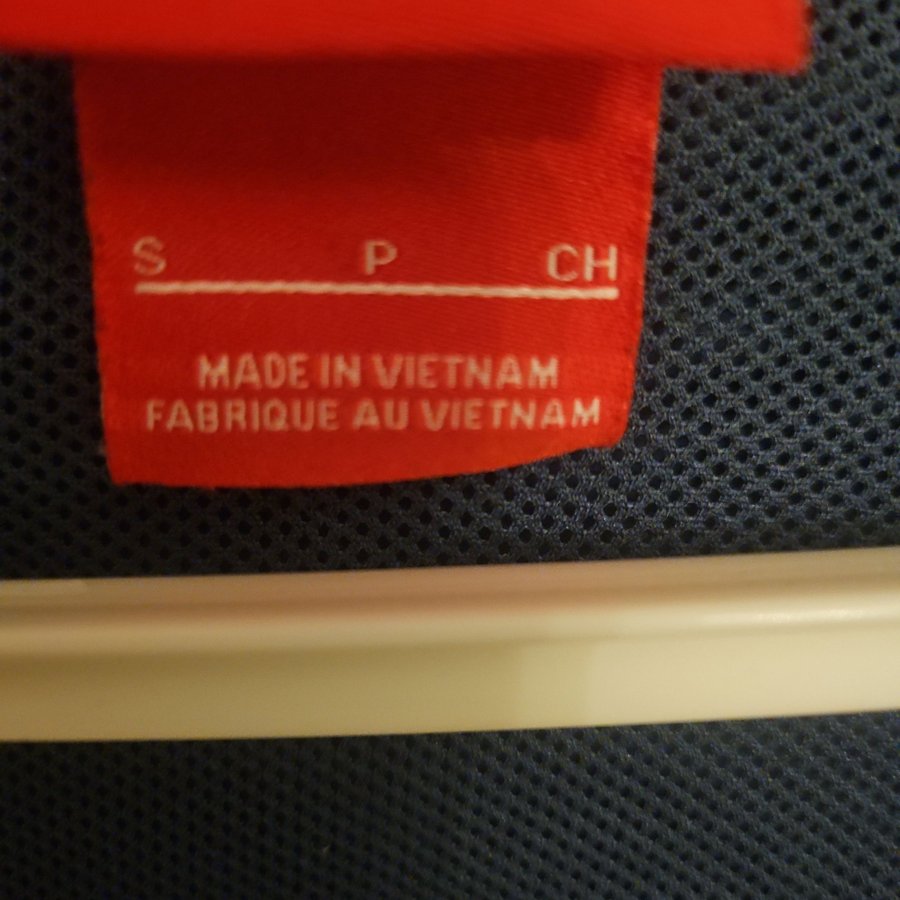 S P CH
MADE IN VIETNAM
FABRIQUE AU VIETNAM